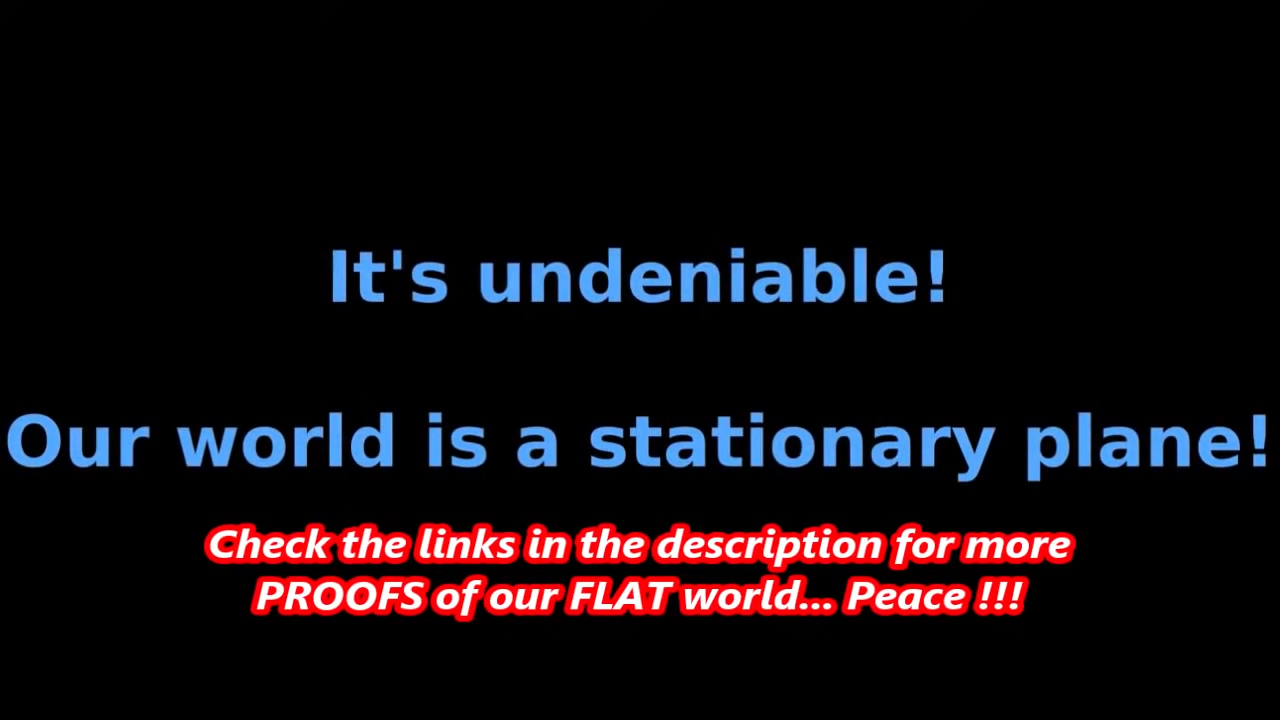 It's undeniable!
Our world is a stationary plane!
Check the links in the description for more
PROOFS of our FLAT world... Peace !!!